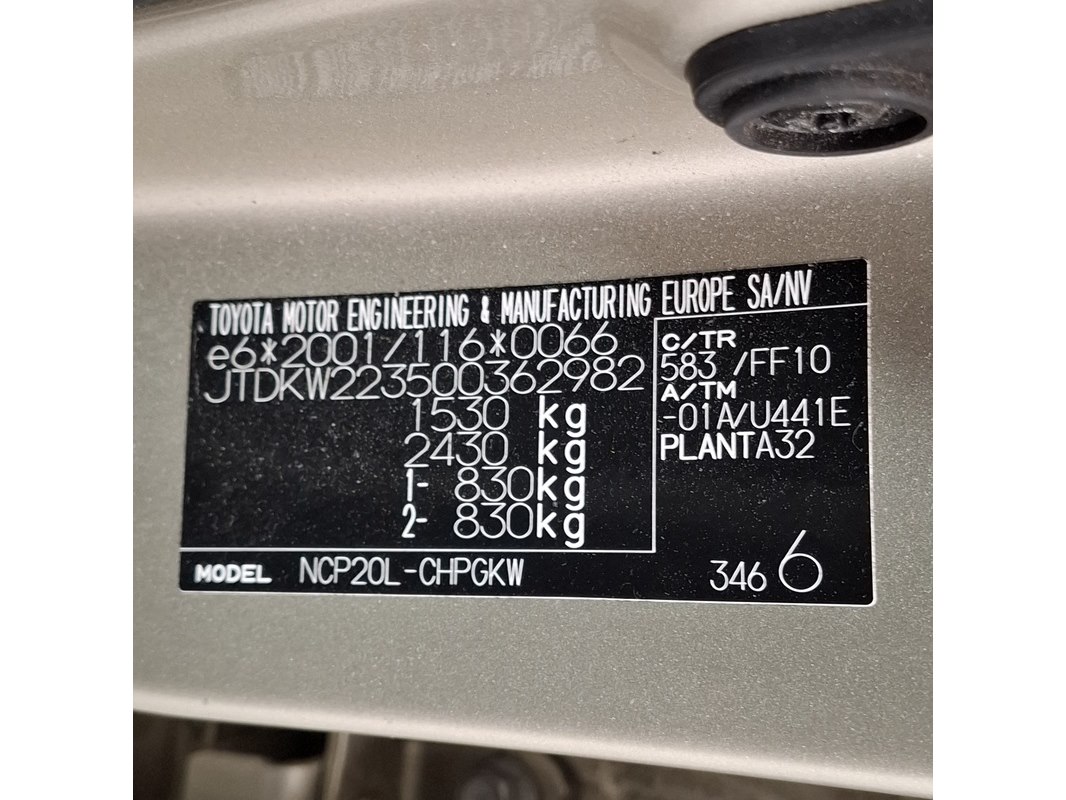 TOYOTA MOTOR ENGINEERING & MANUFACTURING EUROPE SA/NV
e6*2001/116*0066
JTDKW223500362982
1530 kg
2430 kg
1- 830kg
2- 830kg
C/TR
583 /FF10
A/TM
-01A/U441E
PLANTA32
MODEL NCP20L-CHPGKW
346 6